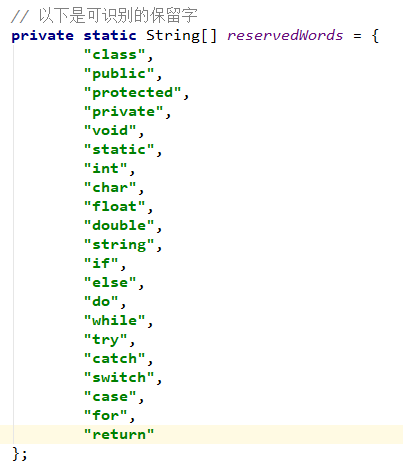 // 以下是可识别的保留字
private static String[] reservedWords = {
"class",
"public",
"protected",
"private",
"void",
"static",
"int",
"char",
"float",
"double",
"string",
"if",
"else",
"do",
"while",
"try",
"catch",
"switch",
"case",
"for",
"return"
};